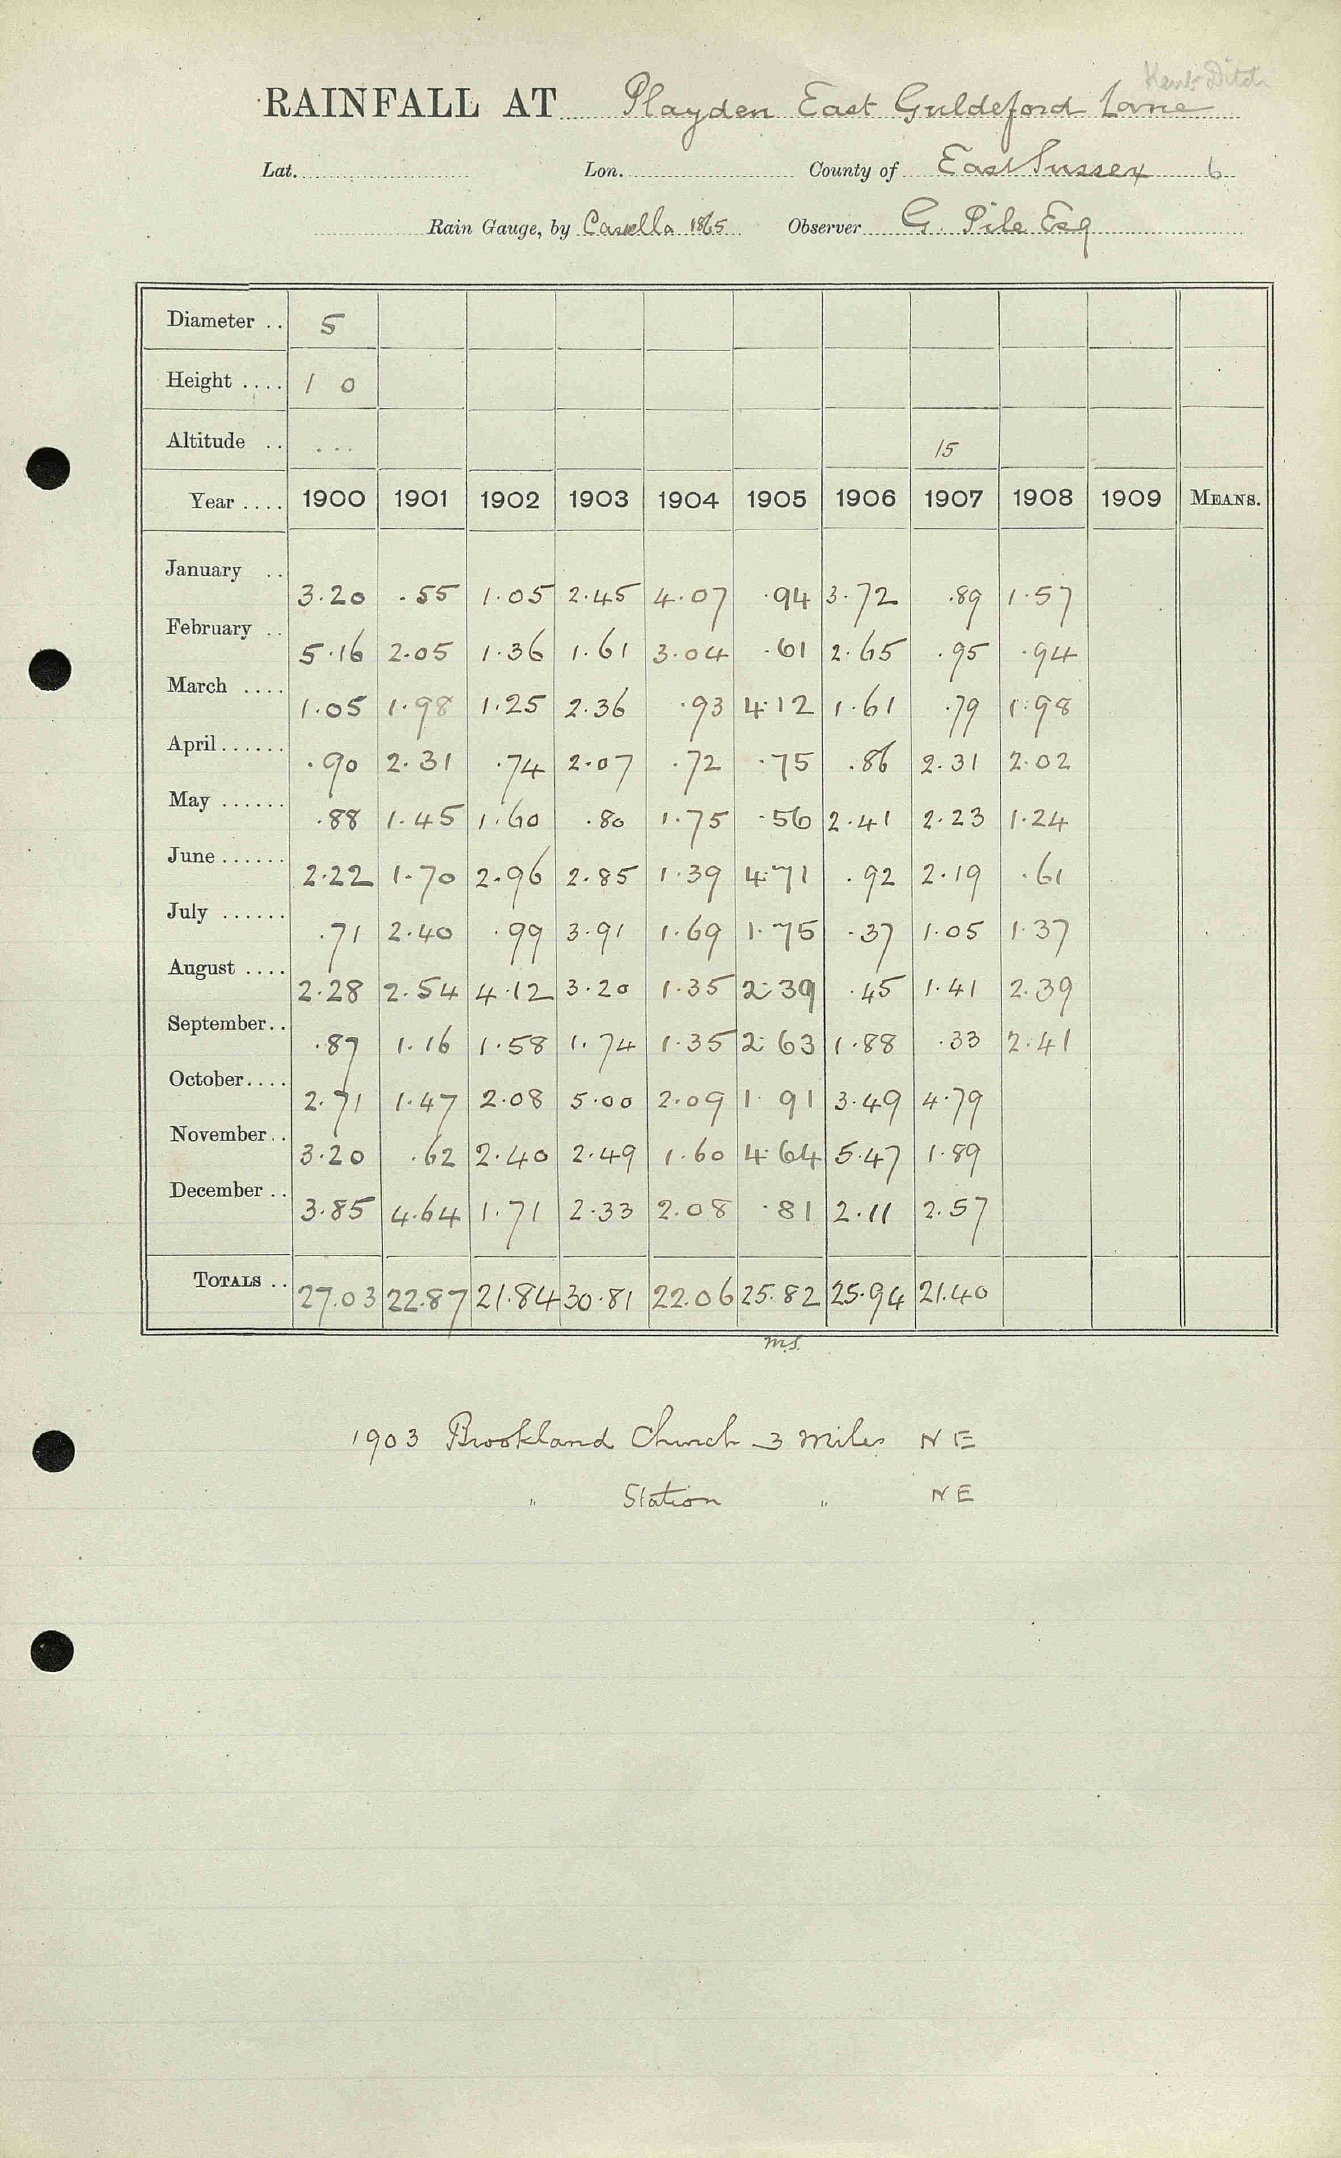 Kent Ditch
RAINFALL AT Playden East Guldeford Lane
Lat. Lon. County of East Sussex 6
Rain Gauge, by Casella 1865 Observer G. Pile Esq
Diameter .. 5
Height .... 1 0
Altitude .. ... 15
Year .... 1900 1901 1902 1903 1904 1905 1906 1907 1908 1909 MEANS.
January .. 3.20 .55 1.05 2.45 4.07 .94 3.72 .89 1.57
February .. 5.16 2.05 1.36 1.61 3.04 .61 2.65 .95 .94
March .... 1.05 1.98 1.25 2.36 .93 4.12 1.61 .79 1.98
April ...... .90 2.31 .74 2.07 .72 .75 .86 2.31 2.02
May ...... .88 1.45 1.60 .80 1.75 .56 2.41 2.23 1.24
June ...... 2.22 1.70 2.96 2.85 1.39 4.71 .92 2.19 .61
July ...... .71 2.40 .99 3.91 1.69 1.75 .37 1.05 1.37
August .... 2.28 2.54 4.12 3.20 1.35 2.39 .45 1.41 2.39
September.. .87 1.16 1.58 1.74 1.35 2.63 1.88 .33 2.41
October.... 2.71 1.47 2.08 5.00 2.09 1.91 3.49 4.79
November.. 3.20 .62 2.40 2.49 1.60 4.64 5.47 1.89
December .. 3.85 4.64 1.71 2.33 2.08 .81 2.11 2.57
TOTALS .. 27.03 22.87 21.84 30.81 22.06 25.82 25.94 21.40
M.S.
1903 Brookland Church 3 miles NE
" Station " NE